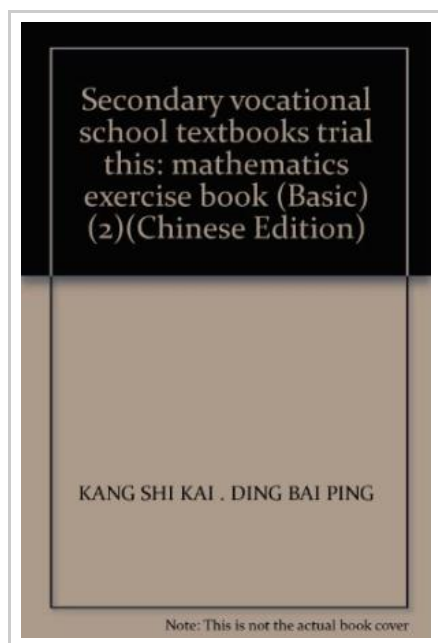 Secondary vocational
school textbooks trial
this: mathematics
exercise book (Basic)
(2)(Chinese Edition)
KANG SHI KAI . DING BAI PING
Note: This is not the actual book cover